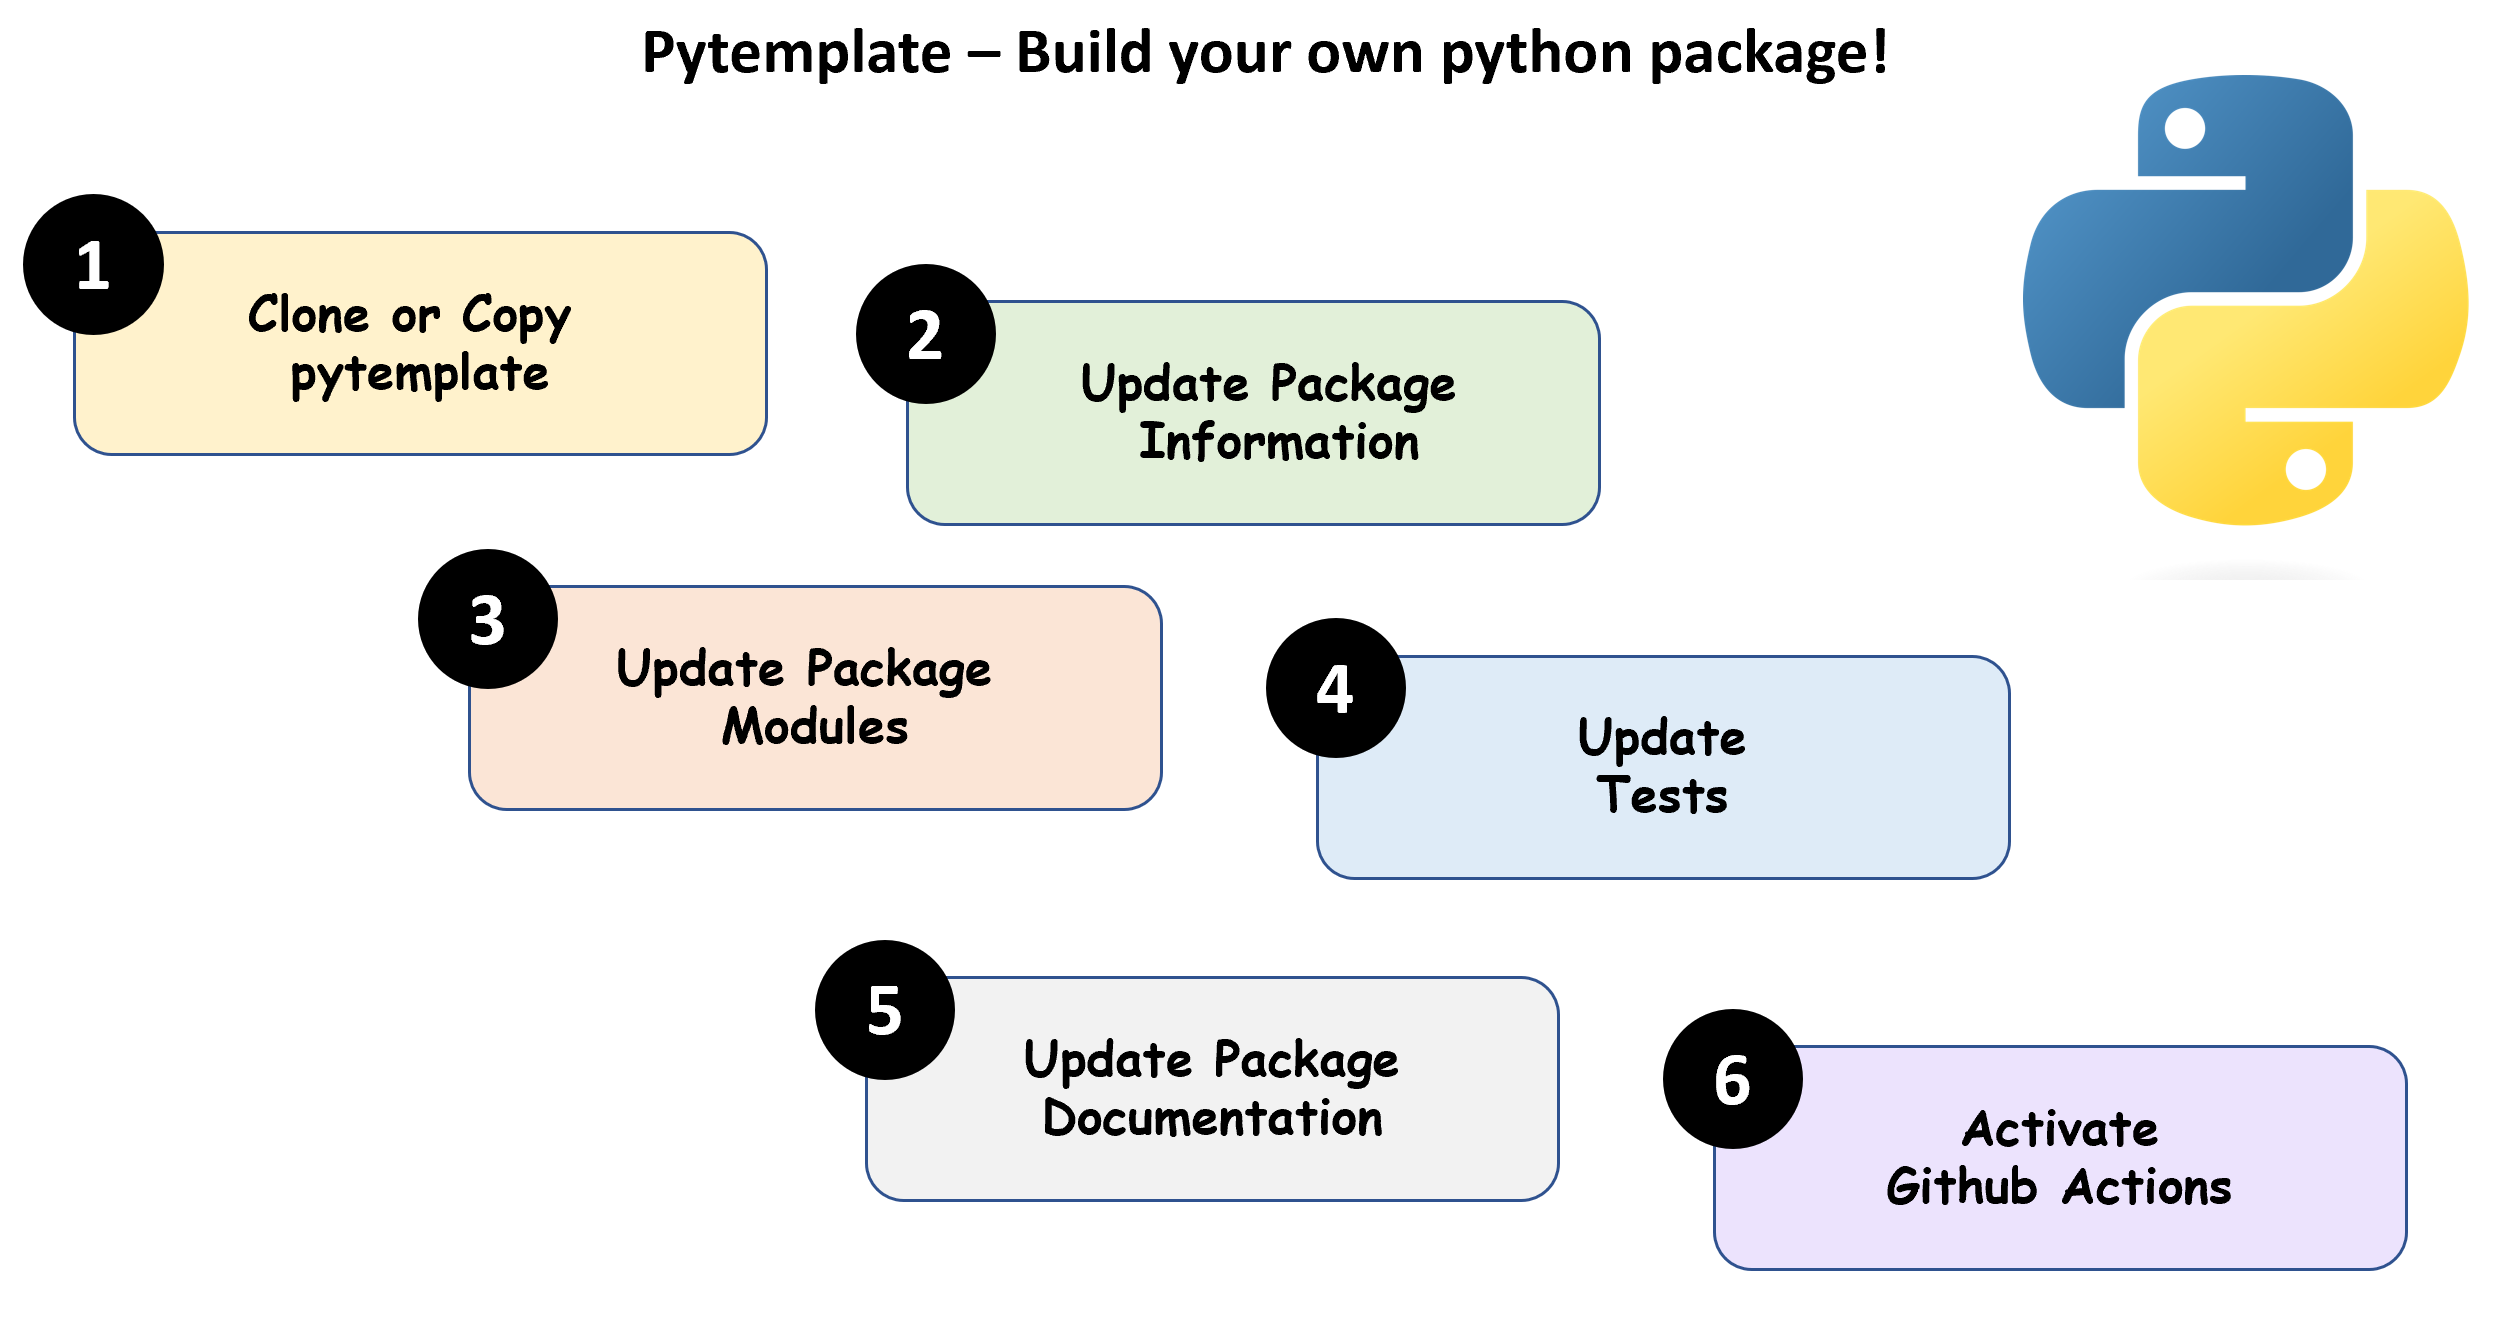 Pytemplate – Build your own python package!
1
Clone or Copy
pytemplate
2
Update Package
Information
3
Update Package
Modules
4
Update
Tests
5
Update Package
Documentation
6
Activate
Github Actions